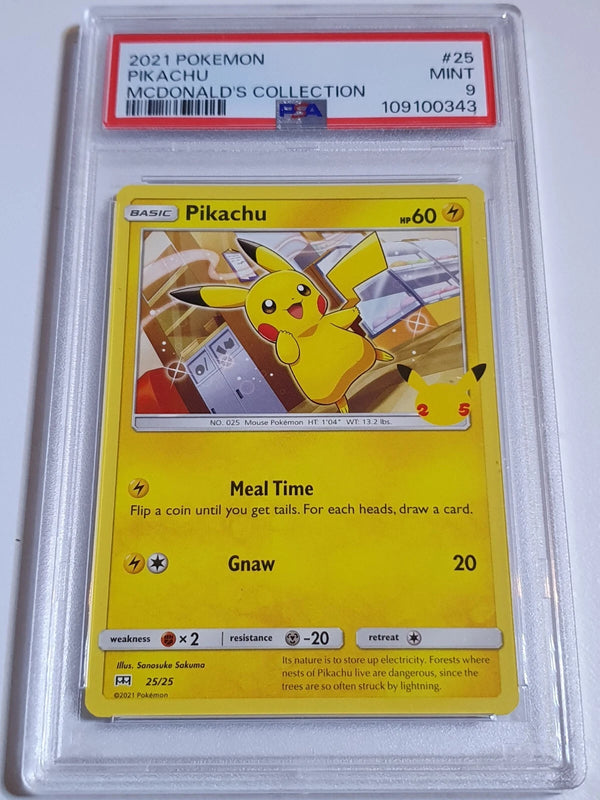 2021 POKEMON #25
PIKACHU MINT
MCDONALD'S COLLECTION 9
PSA 109100343
BASIC Pikachu HP60
NO. 025 Mouse Pokémon HT: 1'04" WT: 13.2 lbs.
25
Meal Time
Flip a coin until you get tails. For each heads, draw a card.
Gnaw 20
weakness ×2 resistance -20 retreat
Illus. Sanosuke Sakuma
25/25
©2021 Pokémon
Its nature is to store up electricity. Forests where
nests of Pikachu live are dangerous, since the
trees are so often struck by lightning.